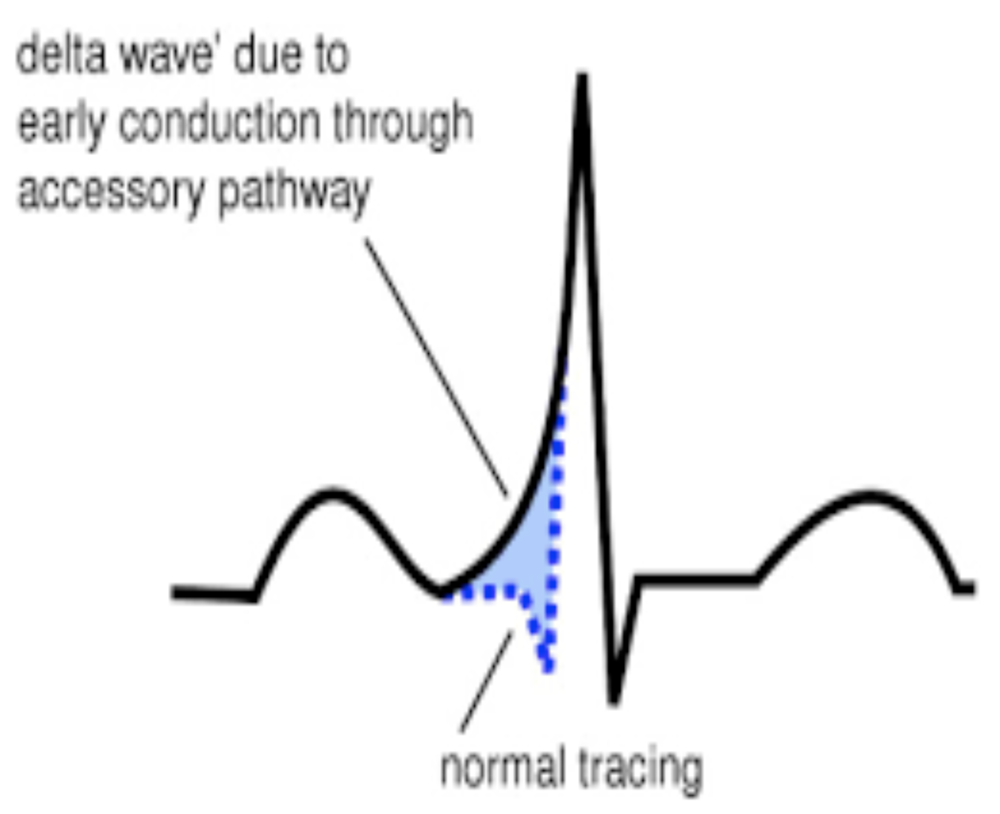 delta wave' due to
early conduction through
accessory pathway
normal tracing